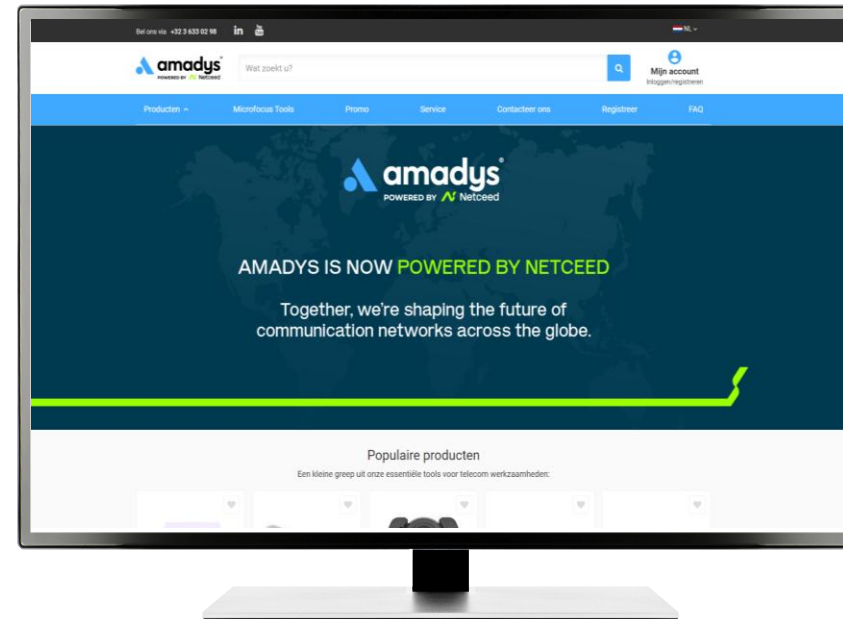 Bel ons via +32 3 633 02 98
NL
amadys
POWERED BY Netceed
Wat zoekt u?
Mijn account
Inloggen/registreren
Producten Microfocus Tools Promo Service Contacteer ons Registreer FAQ
amadys
POWERED BY Netceed
AMADYS IS NOW POWERED BY NETCEED
Together, we're shaping the future of
communication networks across the globe.
Populaire producten
Een kleine greep uit onze essentiële tools voor telecom werkzaamheden: